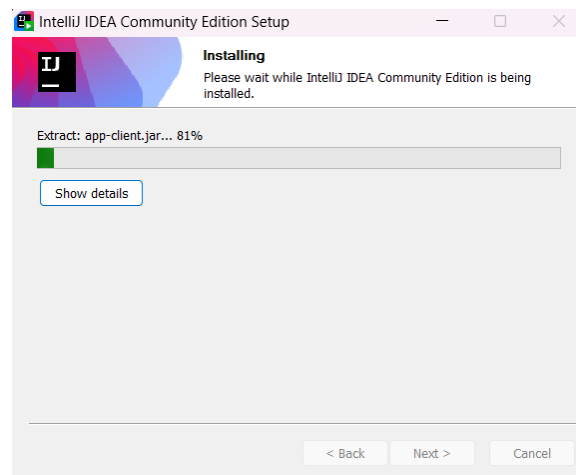 IntelliJ IDEA Community Edition Setup
IJ
Installing
Please wait while IntelliJ IDEA Community Edition is being
installed.
Extract: app-client.jar... 81%
Show details
< Back
Next >
Cancel